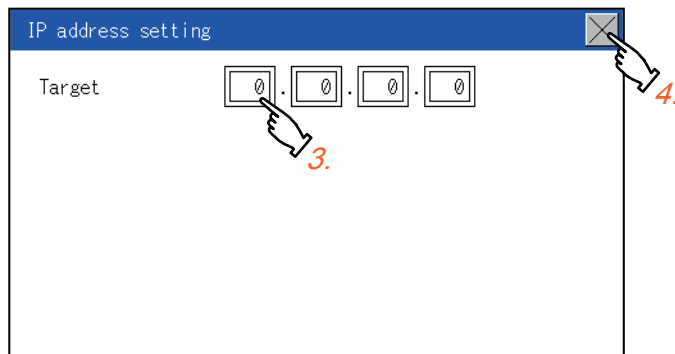 IP address setting
Target 0 . 0 . 0 . 0
3.
4.